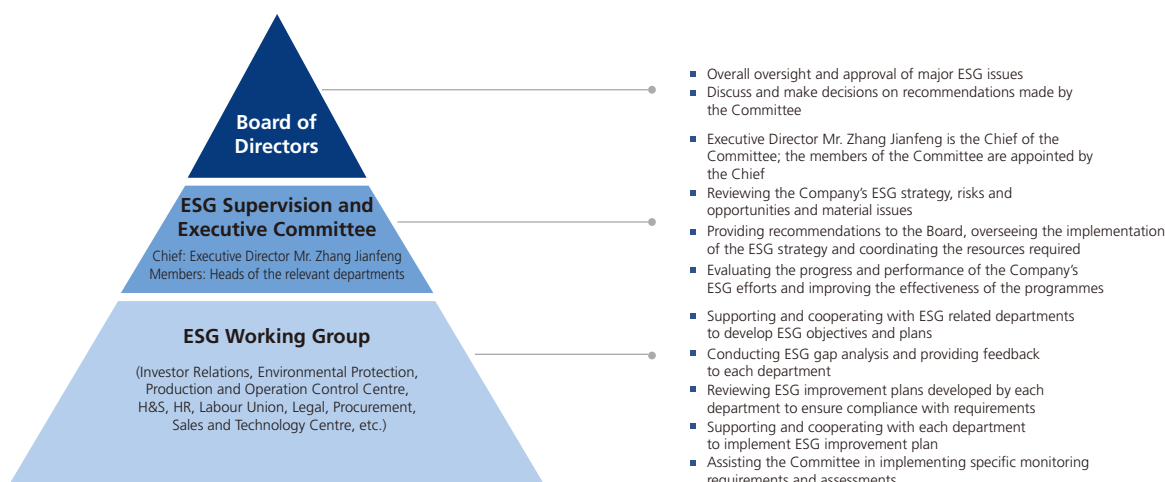 Board of
Directors
ESG Supervision and
Executive Committee
Chief: Executive Director Mr. Zhang Jianfeng
Members: Heads of the relevant departments
ESG Working Group
(Investor Relations, Environmental Protection,
Production and Operation Control Centre,
H&S, HR, Labour Union, Legal, Procurement,
Sales and Technology Centre, etc.)
Overall oversight and approval of major ESG issues
Discuss and make decisions on recommendations made by
the Committee
Executive Director Mr. Zhang Jianfeng is the Chief of the
Committee; the members of the Committee are appointed by
the Chief
Reviewing the Company's ESG strategy, risks and
opportunities and material issues
Providing recommendations to the Board, overseeing the implementation
of the ESG strategy and coordinating the resources required
Evaluating the progress and performance of the Company's
ESG efforts and improving the effectiveness of the programmes
Supporting and cooperating with ESG related departments
to develop ESG objectives and plans
Conducting ESG gap analysis and providing feedback
to each department
Reviewing ESG improvement plans developed by each
department to ensure compliance with requirements
Supporting and cooperating with each department
to implement ESG improvement plan
Assisting the Committee in implementing specific monitoring
requirements and assessments